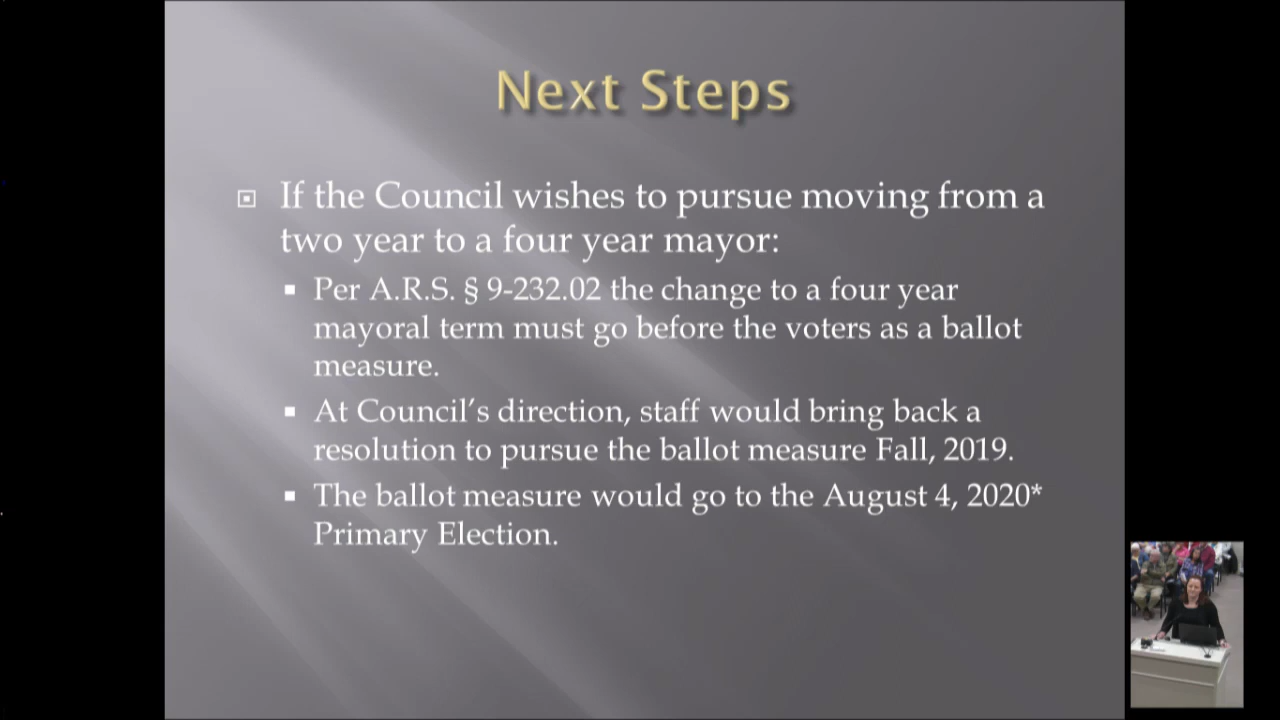 Next Steps
If the Council wishes to pursue moving from a
two year to a four year mayor:
Per A.R.S. § 9-232.02 the change to a four year
mayoral term must go before the voters as a ballot
measure.
At Council’s direction, staff would bring back a
resolution to pursue the ballot measure Fall, 2019.
The ballot measure would go to the August 4, 2020*
Primary Election.